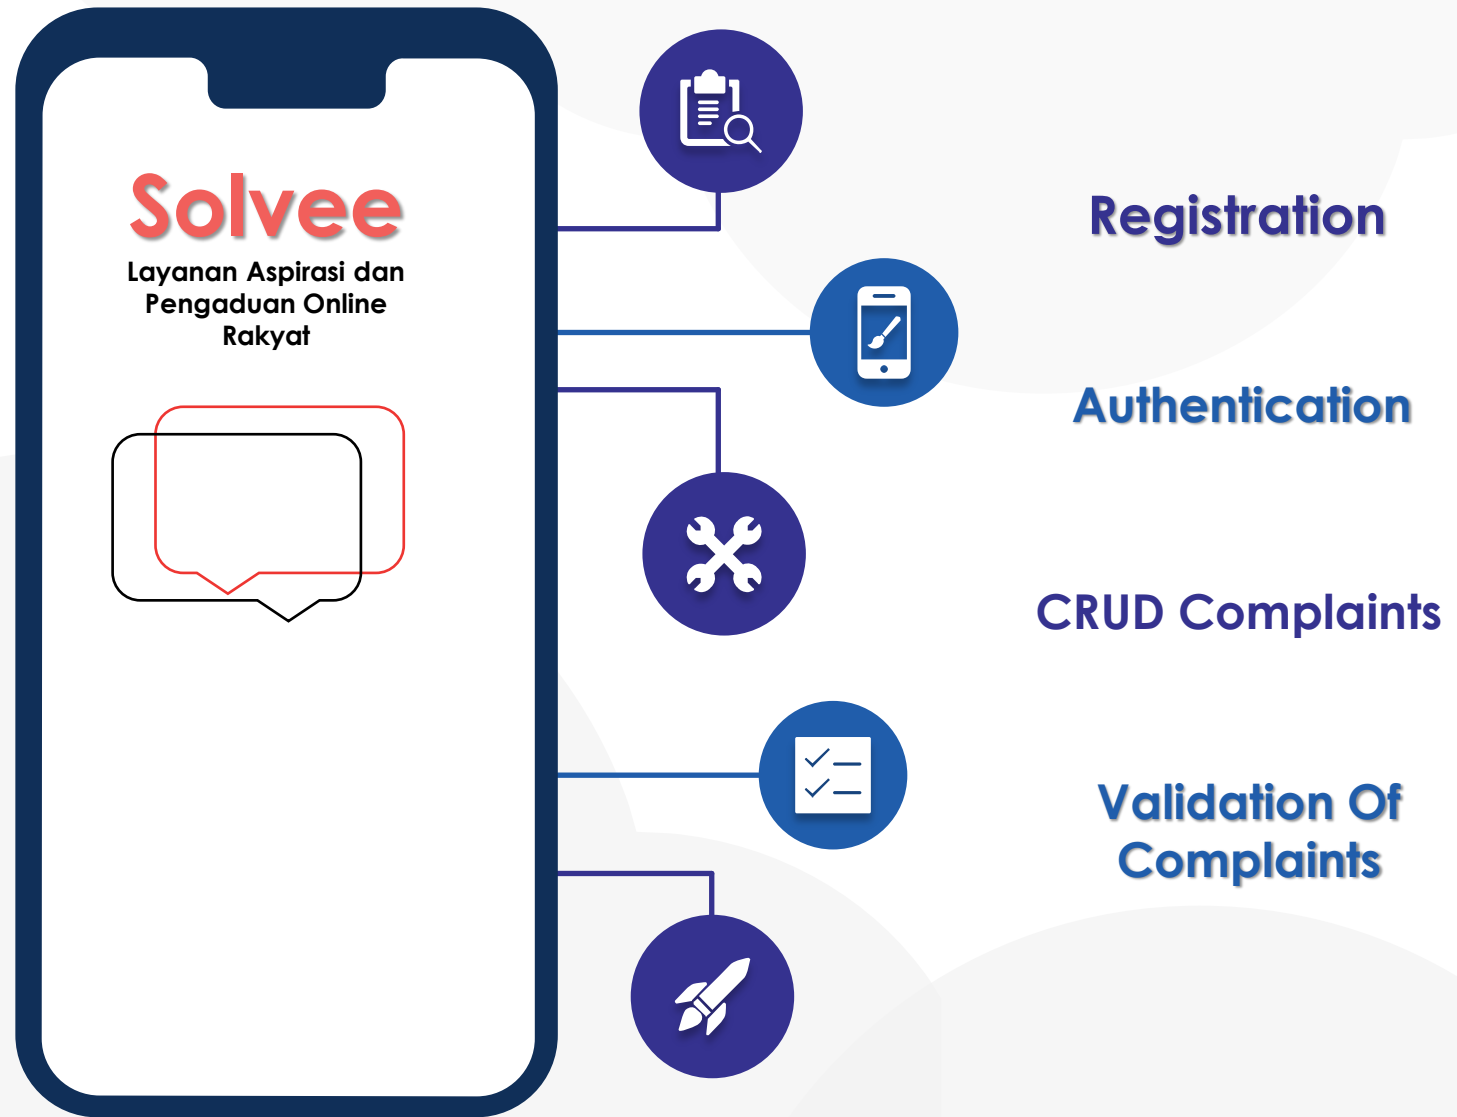 Solvee
Layanan Aspirasi dan
Pengaduan Online
Rakyat
Registration
Authentication
CRUD Complaints
Validation Of
Complaints